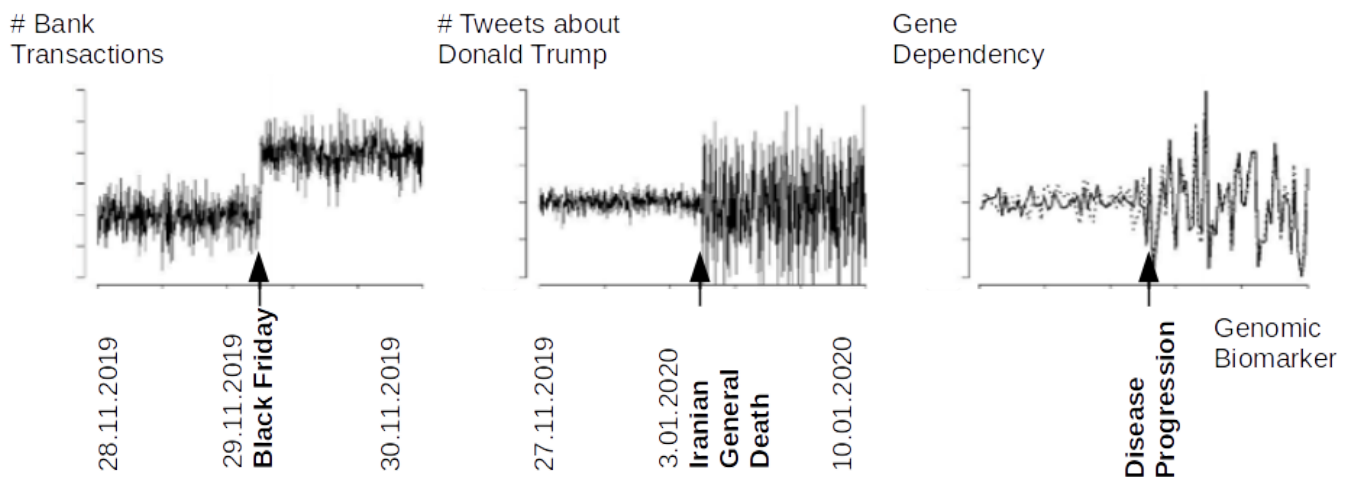 # Bank
Transactions
28.11.2019
29.11.2019
Black Friday
30.11.2019
# Tweets about
Donald Trump
27.11.2019
3.01.2020
Iranian
General
Death
10.01.2020
Gene
Dependency
Disease
Progression
Genomic
Biomarker